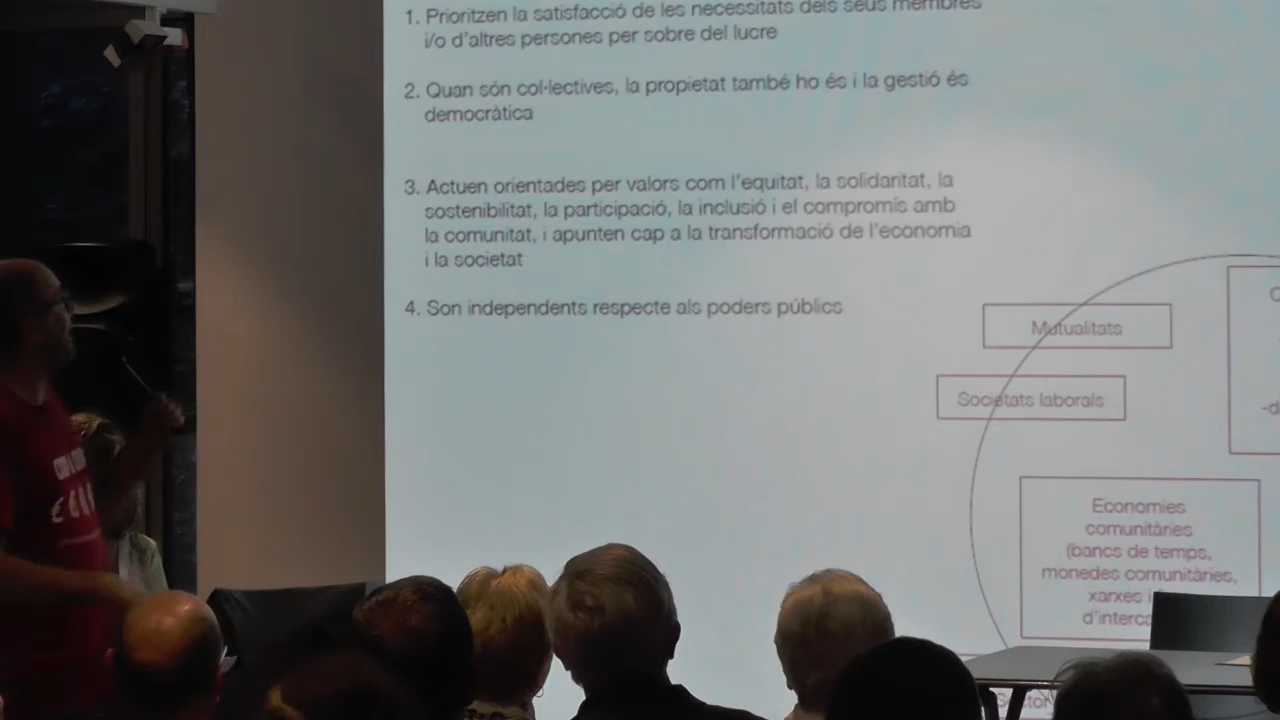 1. Prioritzen la satisfacció de les necessitats dels seus membres
i/o d'altres persones per sobre del lucre
2. Quan són col·lectives, la propietat també ho és i la gestió és
democràtica
3. Actuen orientades per valors com l'equitat, la solidaritat, la
sostenibilitat, la participació, la inclusió i el compromís amb
la comunitat, i apunten cap a la transformació de l'economia
i la societat
4. Son independents respecte als poders públics
Mutualitats
Societats laborals
Economies
comunitàries
(bancs de temps,
monedes comunitàries,
xarxes